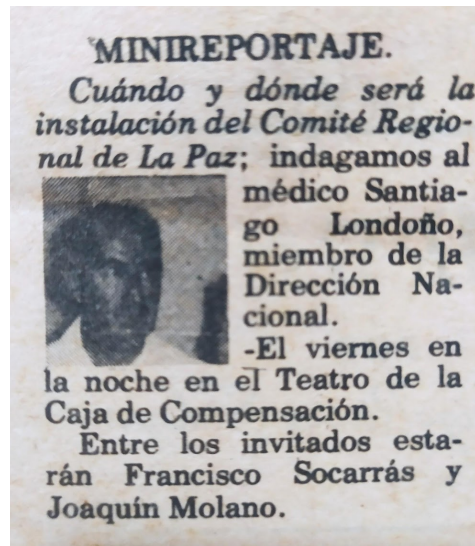 MINIREPORTAJE.
Cuándo y dónde será la
instalación del Comité Regio-
nal de La Paz; indagamos al
médico Santia-
go Londoño,
miembro de la
Dirección Na-
cional.
-El viernes en
la noche en el Teatro de la
Caja de Compensación.
Entre los invitados esta-
rán Francisco Socarrás y
Joaquín Molano.